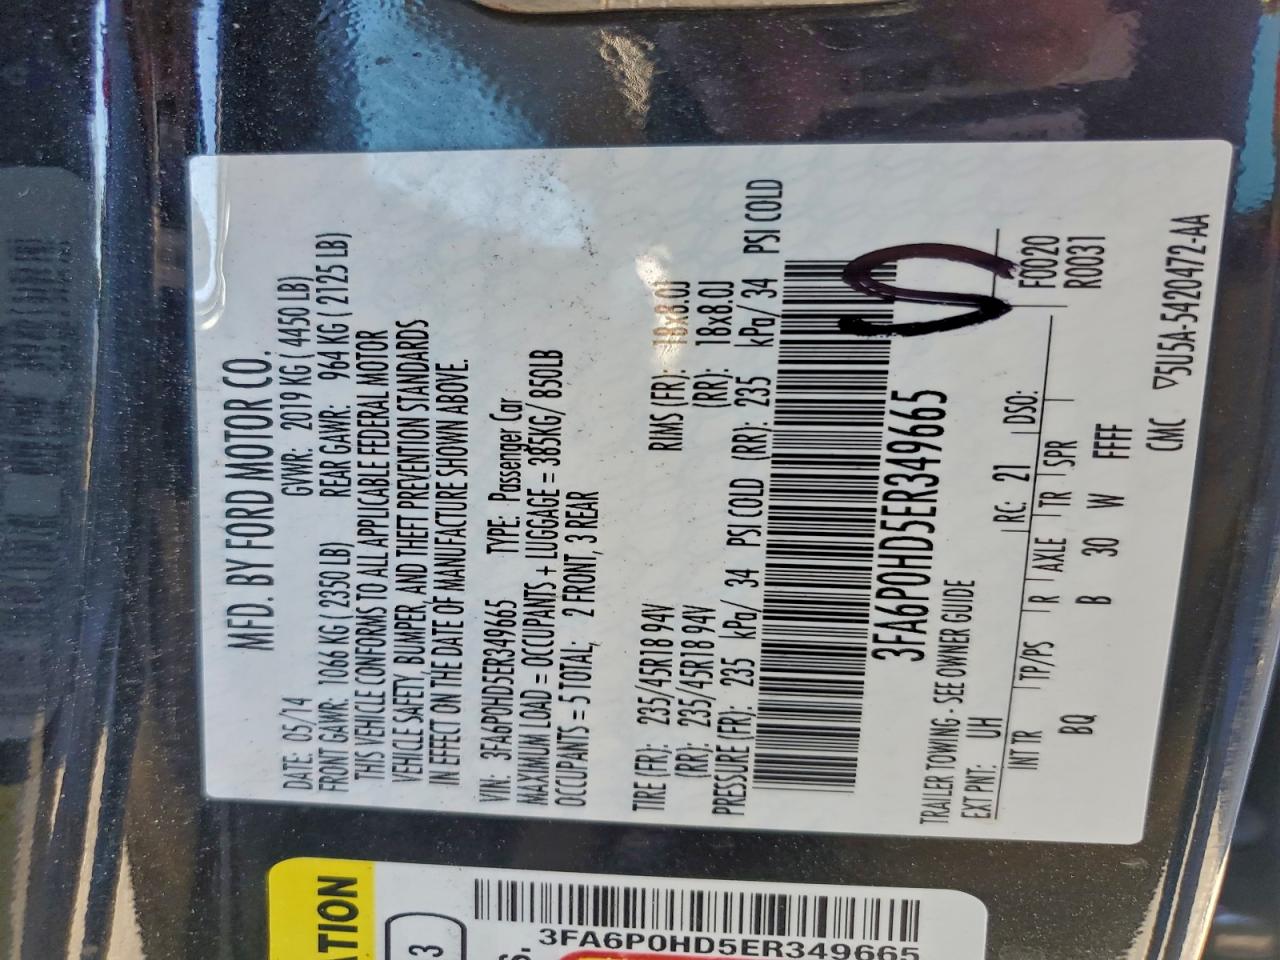 MFD. BY FORD MOTOR CO.
DATE: 05/14 GVWR: 2019 KG ( 4450 LB)
FRONT GAWR: 1066 KG ( 2350 LB) REAR GAWR: 964 KG ( 2125 LB)
THIS VEHICLE CONFORMS TO ALL APPLICABLE FEDERAL MOTOR
VEHICLE SAFETY, BUMPER, AND THEFT PREVENTION STANDARDS
IN EFFECT ON THE DATE OF MANUFACTURE SHOWN ABOVE.
VIN: 3FA6P0HD5ER349665 TYPE: Passenger Car
MAXIMUM LOAD = OCCUPANTS + LUGGAGE = 385KG/ 850LB
OCCUPANTS = 5 TOTAL; 2 FRONT, 3 REAR
TIRE (FR): 235/45R18 94V RIMS (FR): 18x8.0J
(RR): 235/45R18 94V (RR): 18x8.0J
PRESSURE (FR): 235 kPa/ 34 PSI COLD (RR): 235 kPa/ 34 PSI COLD
3FA6P0HD5ER349665
TRAILER TOWING - SEE OWNER GUIDE
EXT PNT: UH RC: 21 DSO: F0020
INT TR TP/PS R AXLE TR SPR R0031
BQ B 30 W FFF
CMC ▽5U5A-5420472-AA
ATION
3
3FA6P0HD5ER349665